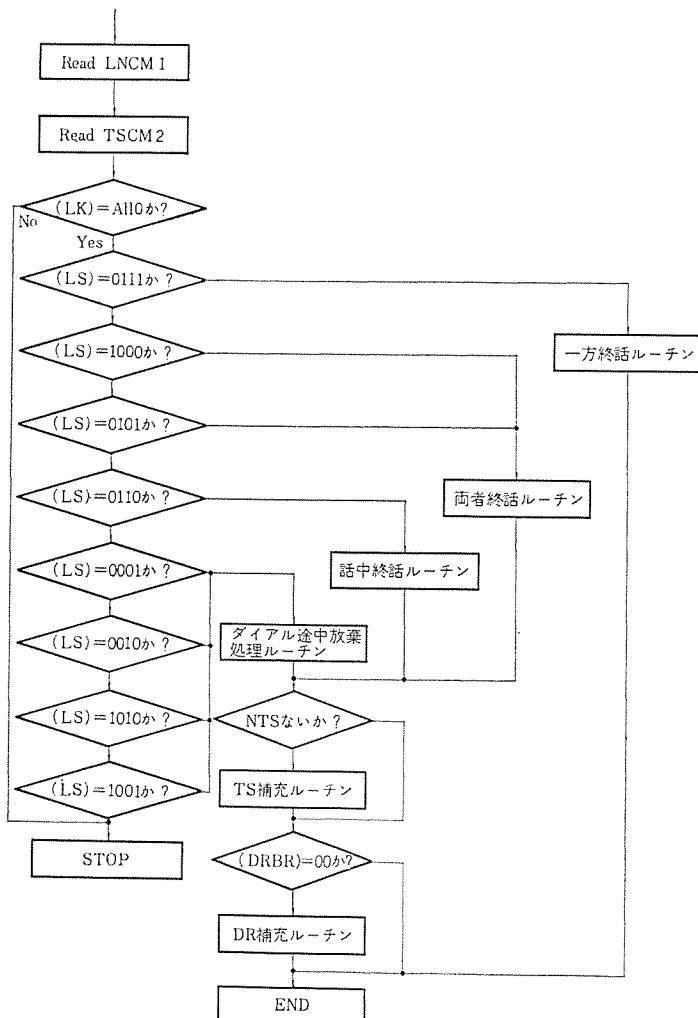 Read LNCM 1
Read TSCM 2
(LK)=All0か?
No
Yes
(LS)=0111か?
(LS)=1000か?
一方終話ルーチン
(LS)=0101か?
(LS)=0110か?
両者終話ルーチン
(LS)=0001か?
話中終話ルーチン
(LS)=0010か?
ダイアル途中放棄
処理ルーチン
(LS)=1010か?
NTSないか?
(LS)=1001か?
TS補充ルーチン
STOP
(DRBR)=00か?
DR補充ルーチン
END